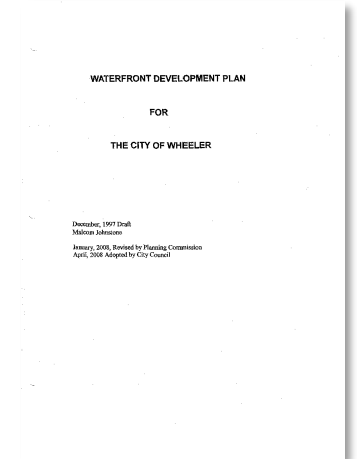 WATERFRONT DEVELOPMENT PLAN
FOR
THE CITY OF WHEELER
December, 1997 Draft
Malcom Johnstone
January, 2008, Revised by Planning Commission
April, 2008 Adopted by City Council